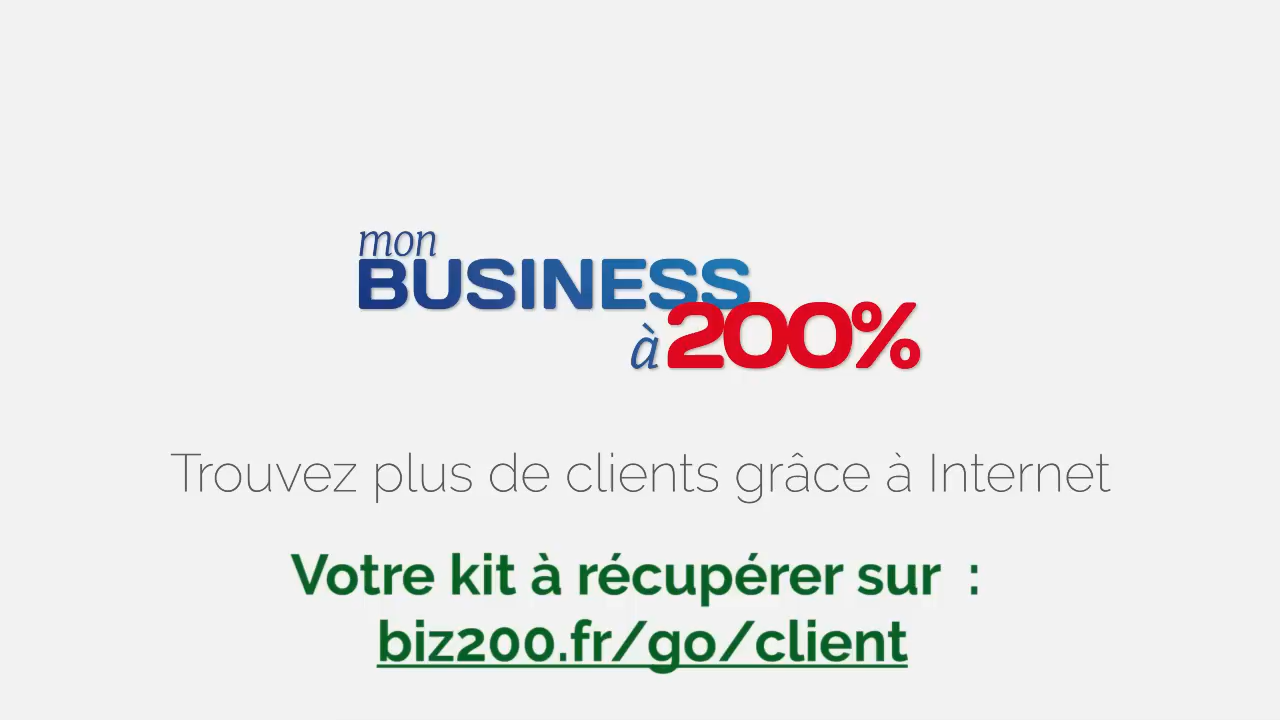 mon
BUSINESS
à 200%
Trouvez plus de clients grâce à Internet
Votre kit à récupérer sur :
biz200.fr/go/client